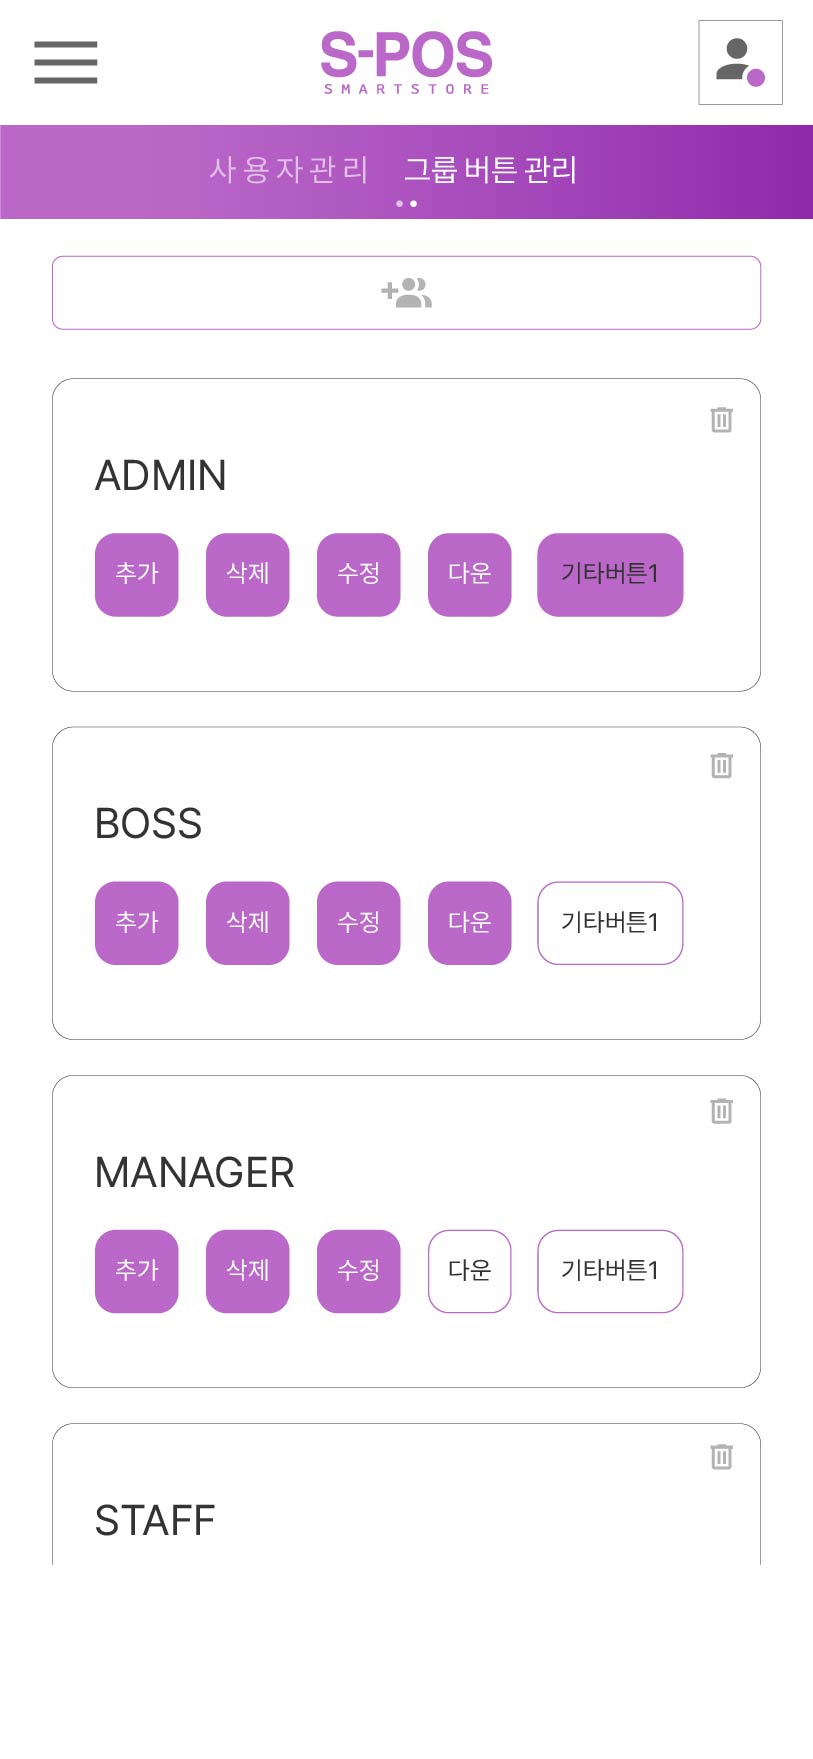 S-POS
SMARTSTORE
사용자관리 그룹 버튼 관리
ADMIN
추가 삭제 수정 다운 기타버튼1
BOSS
추가 삭제 수정 다운 기타버튼1
MANAGER
추가 삭제 수정 다운 기타버튼1
STAFF